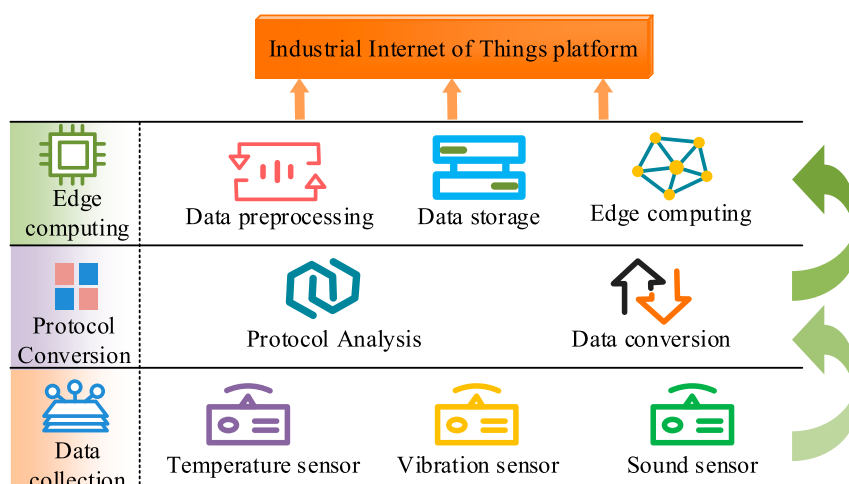 Industrial Internet of Things platform
Edge
computing
Data preprocessing
Data storage
Edge computing
Protocol
Conversion
Protocol Analysis
Data conversion
Data
collection
Temperature sensor
Vibration sensor
Sound sensor